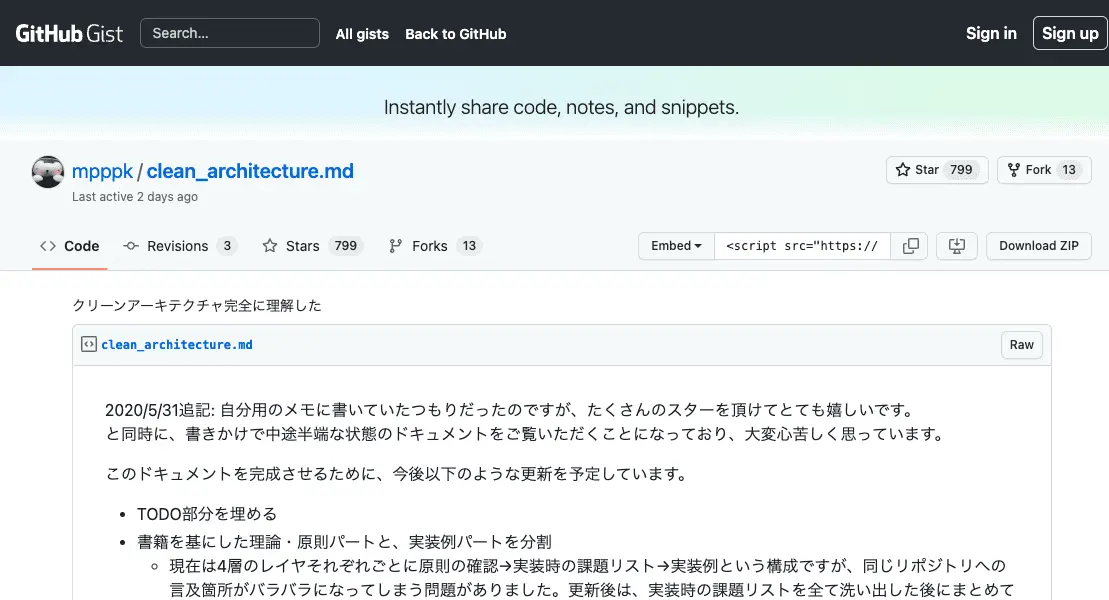 GitHub Gist Search... All gists Back to GitHub Sign in Sign up
Instantly share code, notes, and snippets.
mpppk / clean_architecture.md Star 799 Fork 13
Last active 2 days ago
Code Revisions 3 Stars 799 Forks 13 Embed <script src="https:// Download ZIP
クリーンアーキテクチャ完全に理解した
clean_architecture.md Raw
2020/5/31追記: 自分用のメモに書いていたつもりだったのですが、たくさんのスターを頂けてとても嬉しいです。
と同時に、書きかけで中途半端な状態のドキュメントをご覧いただくことになっており、大変心苦しく思っています。
このドキュメントを完成させるために、今後以下のような更新を予定しています。
TODO部分を埋める
書籍を基にした理論・原則パートと、実装例パートを分割
現在は4層のレイヤそれぞれごとに原則の確認→実装時の課題リスト→実装例という構成ですが、同じリポジトリへの
言及箇所がバラバラになってしまう問題がありました。更新後は、実装時の課題リストを全て洗い出した後にまとめて